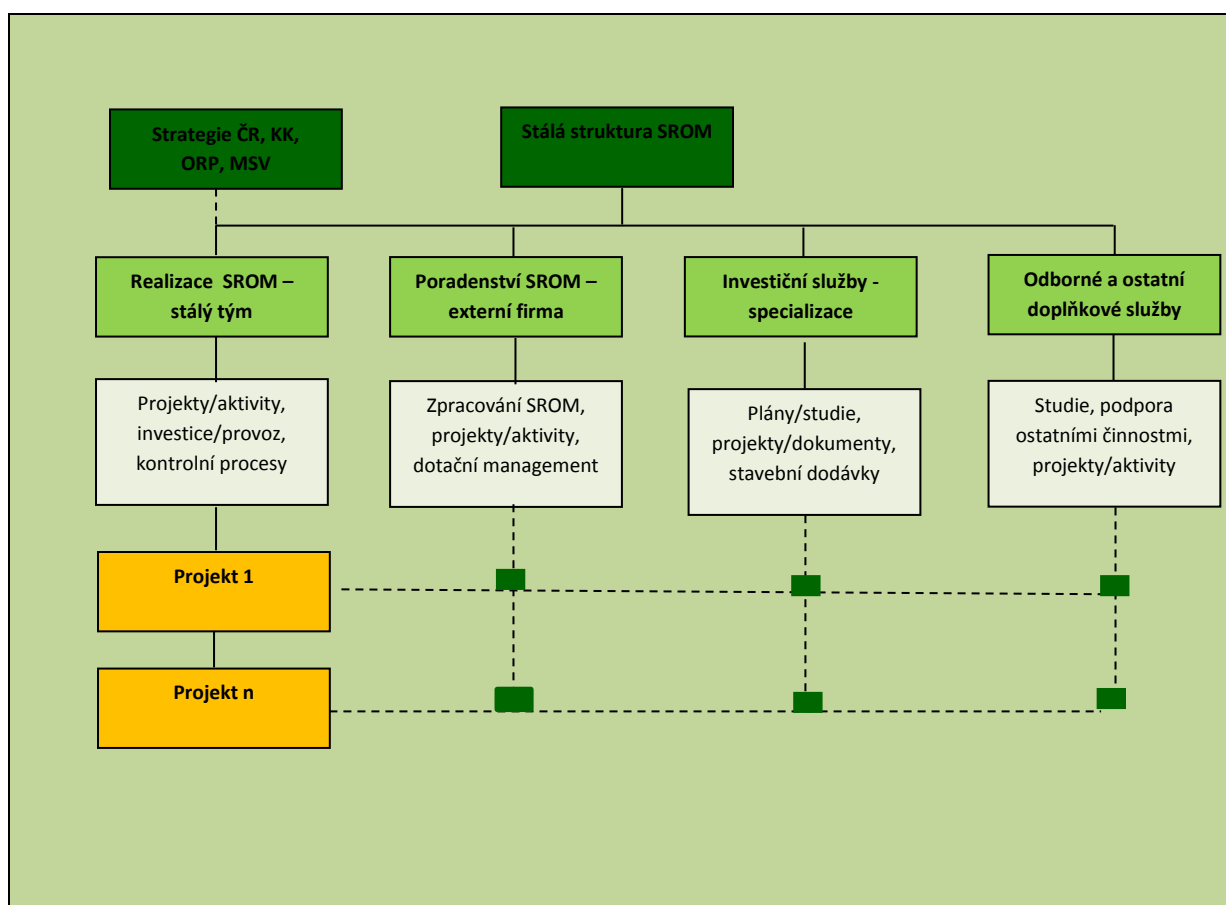 Strategie ČR, KK,
ORP, MSV
Stálá struktura SROM
Realizace  SROM –
stálý tým
Poradenství SROM –
externí firma
Investiční služby -
specializace
Odborné a ostatní
doplňkové služby
Projekty/aktivity,
investice/provoz,
kontrolní procesy
Zpracování SROM,
projekty/aktivity,
dotační management
Plány/studie,
projekty/dokumenty,
stavební dodávky
Studie, podpora
ostatními činnostmi,
projekty/aktivity
Projekt 1
Projekt n